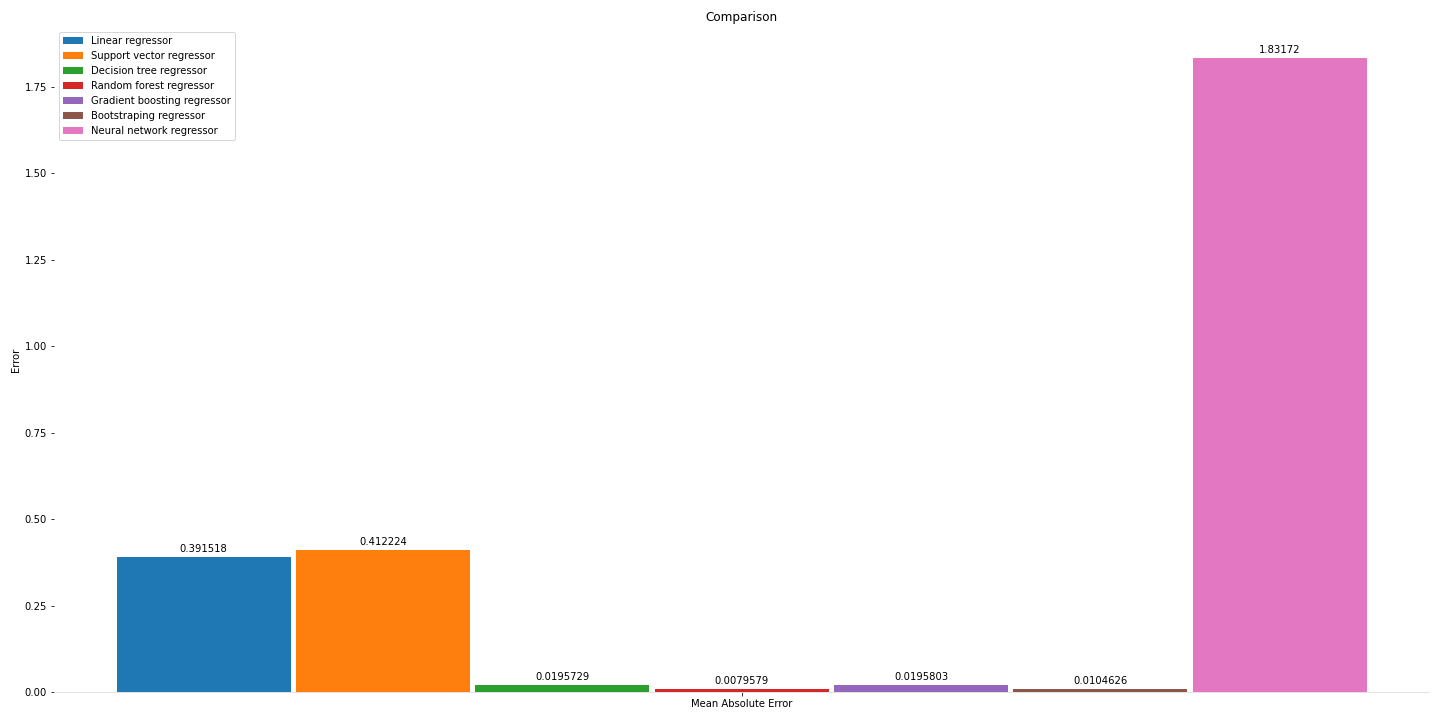 Comparison
Linear regressor
Support vector regressor
Decision tree regressor
Random forest regressor
Gradient boosting regressor
Bootstraping regressor
Neural network regressor
1.83172
1.75
1.50
1.25
1.00
Error
0.75
0.50
0.412224
0.391518
0.25
0.0195729
0.0079579
0.0195803
0.0104626
0.00
Mean Absolute Error